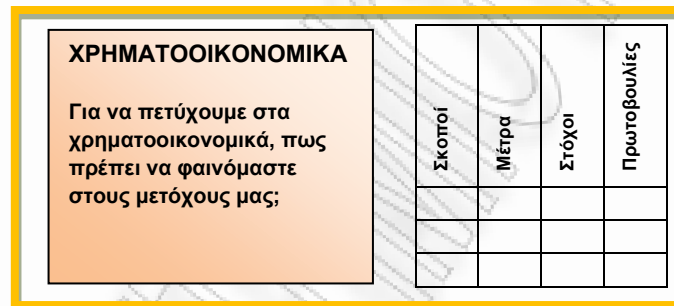 ΧΡΗΜΑΤΟΟΙΚΟΝΟΜΙΚΑ
Για να πετύχουμε στα
χρηματοοικονομικά, πως
πρέπει να φαινόμαστε
στους μετόχους μας;
Σκοποί
Μέτρα
Στόχοι
Πρωτοβουλίες